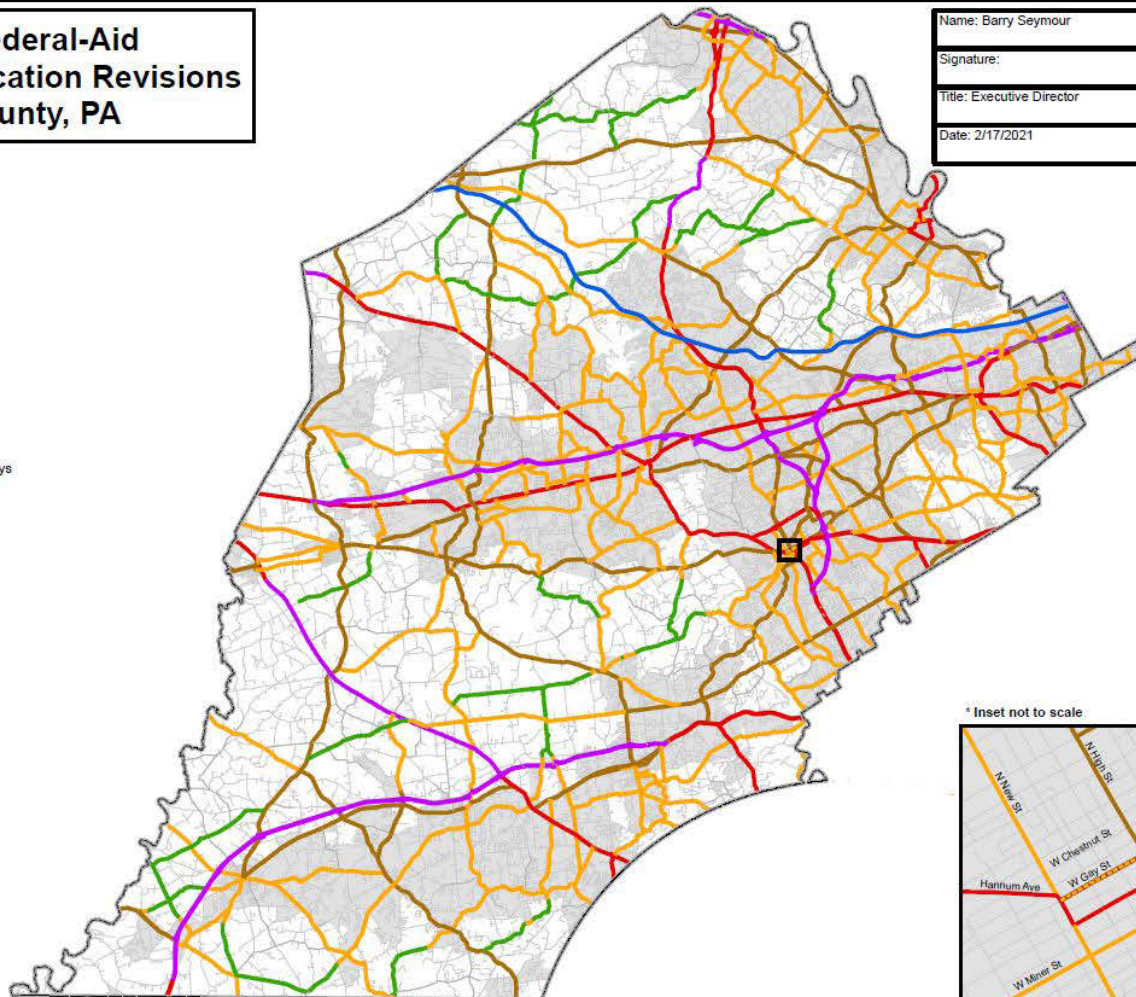 ederal-Aid
cation Revisions
unty, PA
Name: Barry Seymour
Signature:
Title: Executive Director
Date: 2/17/2021
ys
* Inset not to scale
N High St
N New St
W Chestnut St
W Gay St
Hannum Ave
W Miner St